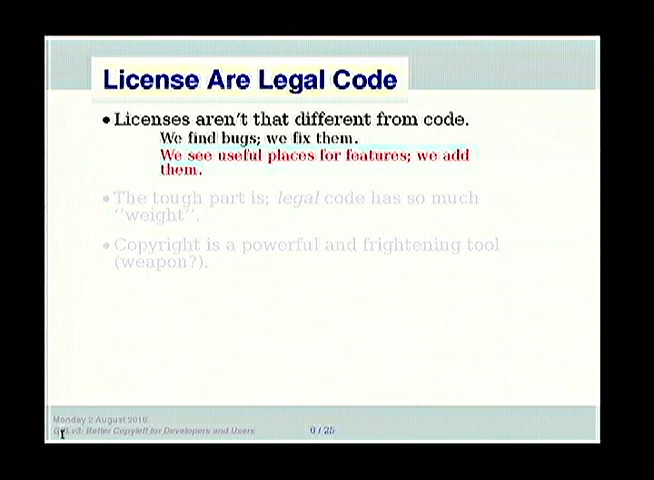 License Are Legal Code
• Licenses aren't that different from code.
We find bugs; we fix them.
We see useful places for features; we add
them.
• The tough part is; legal code has so much
"weight".
• Copyright is a powerful and frightening tool
(weapon?).
Monday 2 August 2010
GPLv3: Better Copyleft for Developers and Users
6 / 25